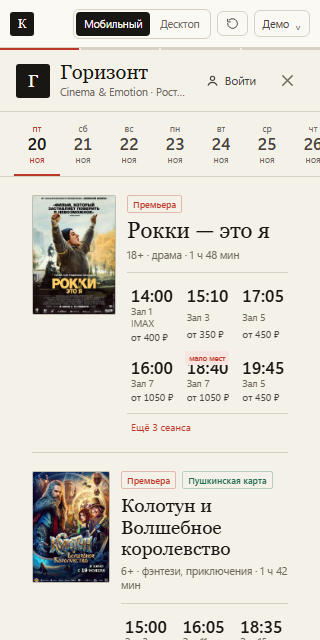 К
Мобильный
Десктоп
Демо
Г
Горизонт
Cinema & Emotion · Рост...
Войти
пт
сб
вс
пн
вт
ср
чт
20
21
22
23
24
25
26
ноя
ноя
ноя
ноя
ноя
ноя
ноя
Премьера
Рокки — это я
18+ · драма · 1 ч 48 мин
РОККИ
ЭТО Я
14:00
15:10
17:05
Зал 1
IMAX
Зал 3
Зал 5
от 400 ₽
от 350 ₽
от 450 ₽
мало мест
16:00
18:40
19:45
Зал 7
Зал 7
Зал 5
от 1050 ₽
от 1050 ₽
от 450 ₽
Ещё 3 сеанса
Премьера
Пушкинская карта
Колотун и
Волшебное
королевство
6+ · фэнтези, приключения · 1 ч 42
мин
15:00
16:05
18:35